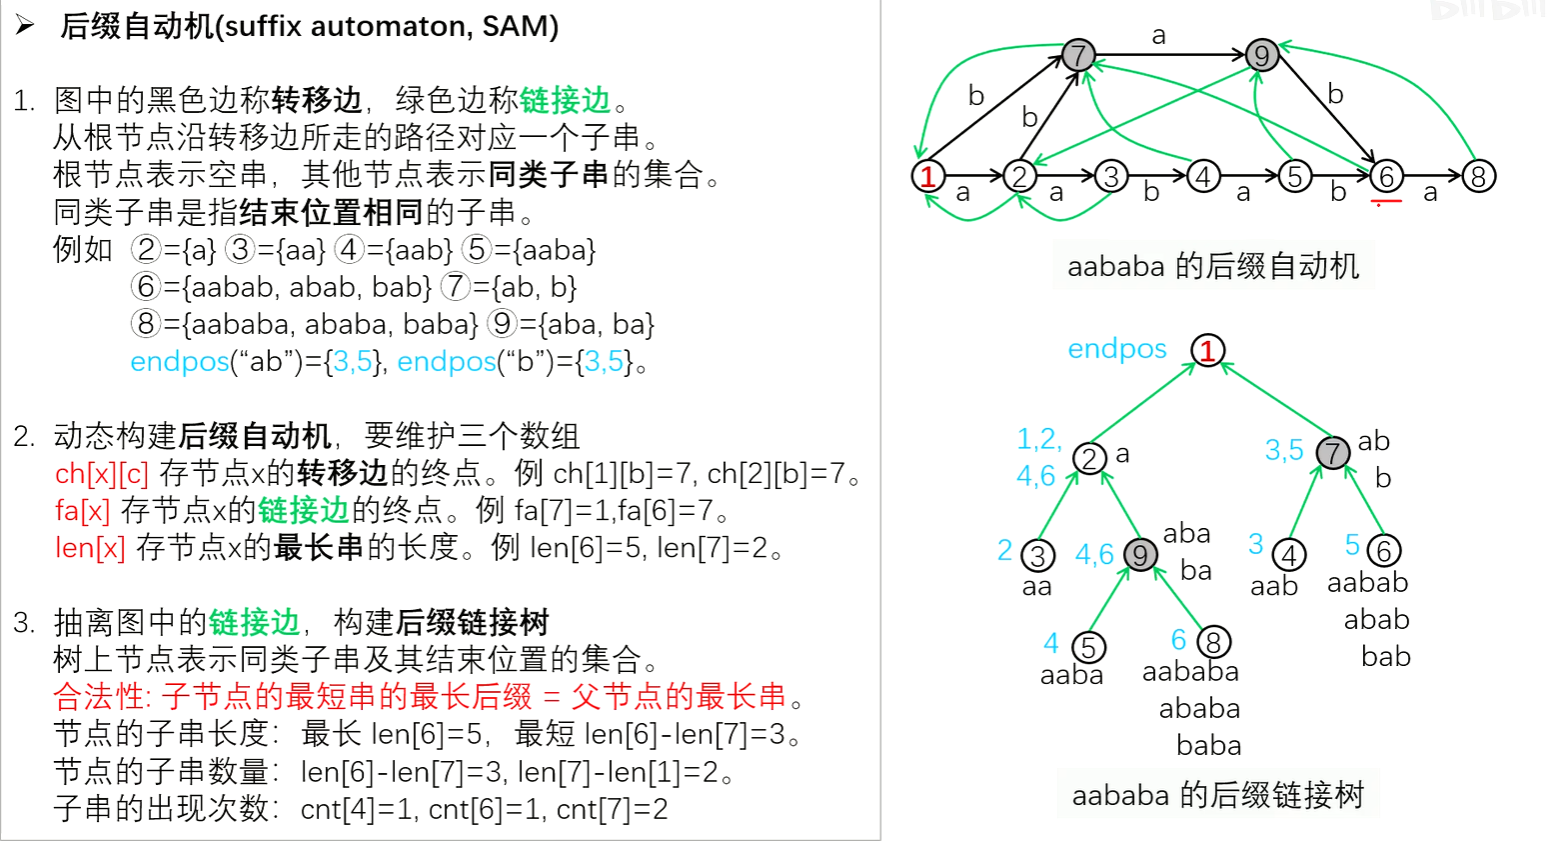 ➢ 后缀自动机(suffix automaton, SAM)
1. 图中的黑色边称转移边，绿色边称链接边。
从根节点沿转移边所走的路径对应一个子串。
根节点表示空串，其他节点表示同类子串的集合。
同类子串是指结束位置相同的子串。
例如 ②={a} ③={aa} ④={aab} ⑤={aaba}
⑥={aabab, abab, bab} ⑦={ab, b}
⑧={aababa, ababa, baba} ⑨={aba, ba}
endpos(“ab”)={3,5}, endpos(“b”)={3,5}。
2. 动态构建后缀自动机，要维护三个数组
ch[x][c] 存节点x的转移边的终点。例 ch[1][b]=7, ch[2][b]=7。
fa[x] 存节点x的链接边的终点。例 fa[7]=1,fa[6]=7。
len[x] 存节点x的最长串的长度。例 len[6]=5, len[7]=2。
3. 抽离图中的链接边，构建后缀链接树
树上节点表示同类子串及其结束位置的集合。
合法性: 子节点的最短串的最长后缀 = 父节点的最长串。
节点的子串长度：最长 len[6]=5，最短 len[6]-len[7]=3。
节点的子串数量：len[6]-len[7]=3, len[7]-len[1]=2。
子串的出现次数：cnt[4]=1, cnt[6]=1, cnt[7]=2
bilibili
a
7 9
b b
b
1 2 3 4 5 6 8
a a b a b a
aababa 的后缀自动机
endpos 1
1,2, 4,6 2 a
3,5 7 ab
b
2 3 aa
4,6 9 aba
ba
3 4 aab
5 6 aabab
abab
bab
4 5 aaba
6 8 aababa
ababa
baba
aababa 的后缀链接树